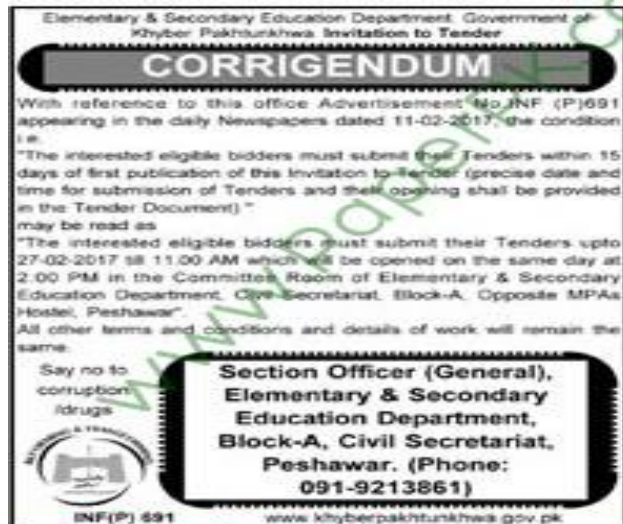 Elementary & Secondary Education Department Government of
Khyber Pakhtunkhwa Invitation to Tender
CORRIGENDUM
With reference to this office Advertisement No.INF (P)691
appearing in the daily Newspapers dated 11-02-2017, the condition
i.e.
"The interested eligible bidders must submit their Tenders within 15
days of first publication of this Invitation to Tender (precise date and
time for submission of Tenders and their opening shall be provided
in the Tender Document)."
may be read as
"The interested eligible bidders must submit their Tenders upto
27-02-2017 till 11.00 AM which will be opened on the same day at
2.00 PM in the Committee Room of Elementary & Secondary
Education Department, Civil Secretariat, Block-A, Opposite MPAs
Hostel, Peshawar".
All other terms and conditions and details of work will remain the
same.
Say no to
corruption
/drugs
Section Officer (General),
Elementary & Secondary
Education Department,
Block-A, Civil Secretariat,
Peshawar. (Phone:
091-9213861)
INF(P) 691
www.khyberpakhtunkhwa.gov.pk